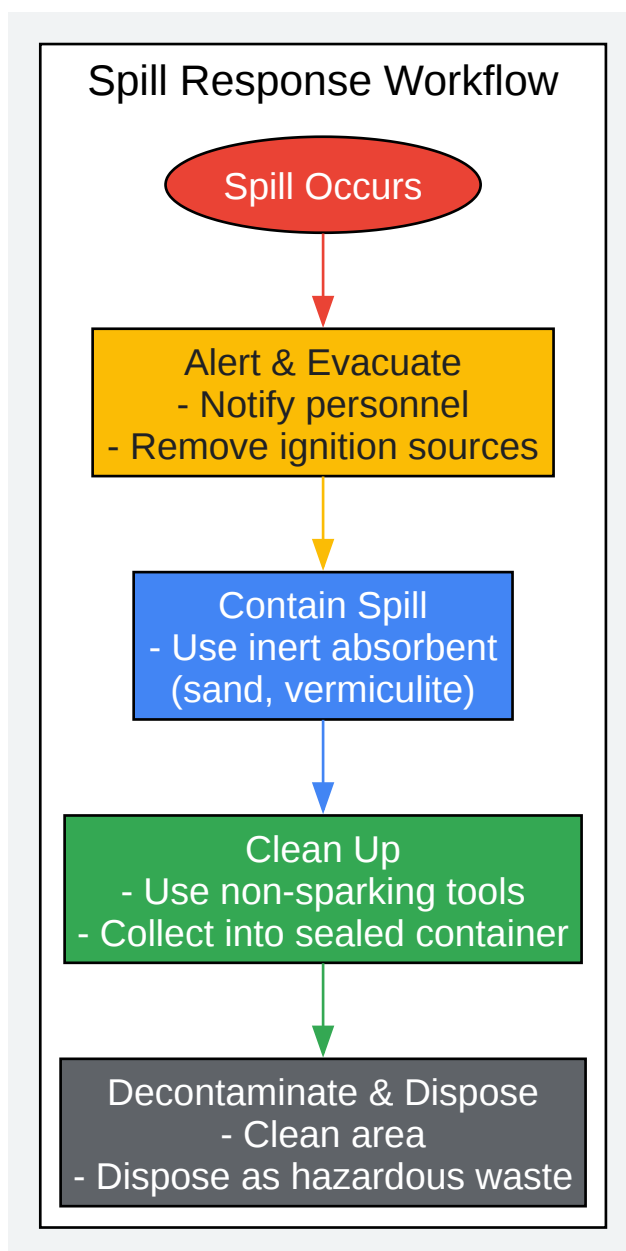 Spill Response Workflow
Spill Occurs
Alert & Evacuate
- Notify personnel
- Remove ignition sources
Contain Spill
- Use inert absorbent
(sand, vermiculite)
Clean Up
- Use non-sparking tools
- Collect into sealed container
Decontaminate & Dispose
- Clean area
- Dispose as hazardous waste